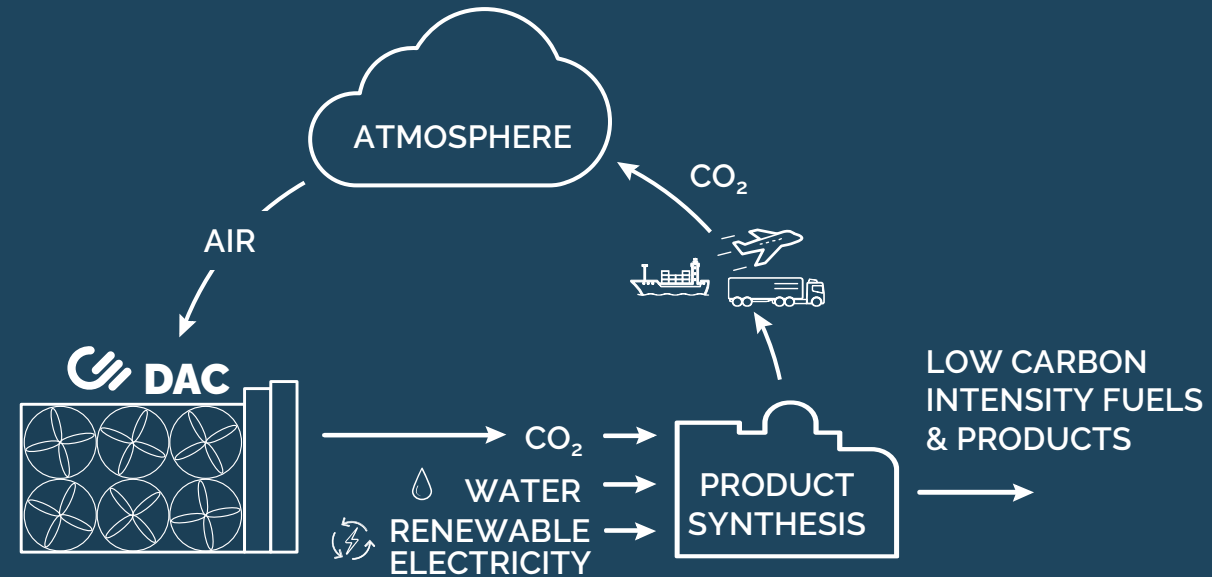 ATMOSPHERE
CO₂
AIR
DAC
LOW CARBON
INTENSITY FUELS
& PRODUCTS
CO₂
WATER
RENEWABLE
ELECTRICITY
PRODUCT
SYNTHESIS